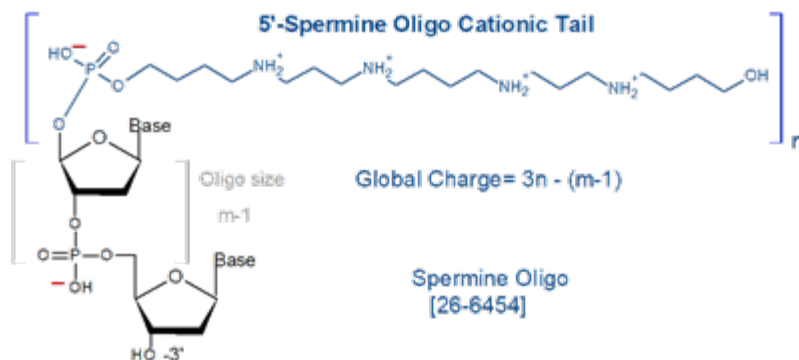 5'-Spermine Oligo Cationic Tail
HO
O
P
O
NH2+
NH2+
NH2+
NH2+
OH
O
n
Base
O
Oligo size
m-1
Global Charge= 3n - (m-1)
O
O=P-O
OH
Base
O
Spermine Oligo
[26-6454]
HO -3'